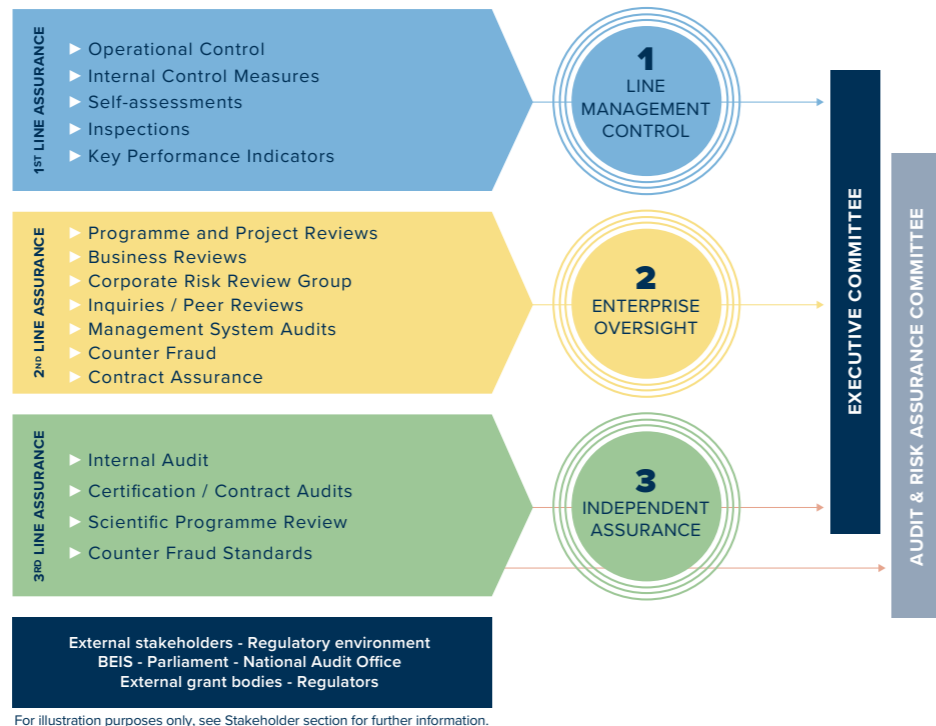 1ST LINE ASSURANCE
Operational Control
Internal Control Measures
Self-assessments
Inspections
Key Performance Indicators
1
LINE
MANAGEMENT
CONTROL
2ND LINE ASSURANCE
Programme and Project Reviews
Business Reviews
Corporate Risk Review Group
Inquiries / Peer Reviews
Management System Audits
Counter Fraud
Contract Assurance
2
ENTERPRISE
OVERSIGHT
3RD LINE ASSURANCE
Internal Audit
Certification / Contract Audits
Scientific Programme Review
Counter Fraud Standards
3
INDEPENDENT
ASSURANCE
EXECUTIVE COMMITTEE
AUDIT & RISK ASSURANCE COMMITTEE
External stakeholders - Regulatory environment
BEIS - Parliament - National Audit Office
External grant bodies - Regulators
For illustration purposes only, see Stakeholder section for further information.